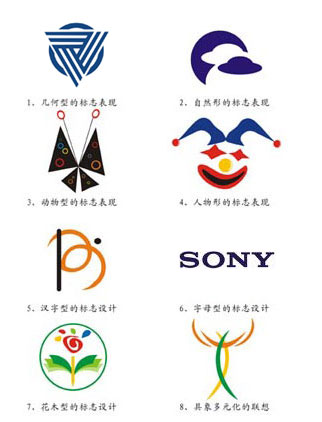 1、几何型的标志表现
2、自然形的标志表现
3、动物型的标志表现
4、人物形的标志表现
5、汉字型的标志设计
SONY
6、字母型的标志设计
7、花木型的标志设计
8、具象多元化的联想